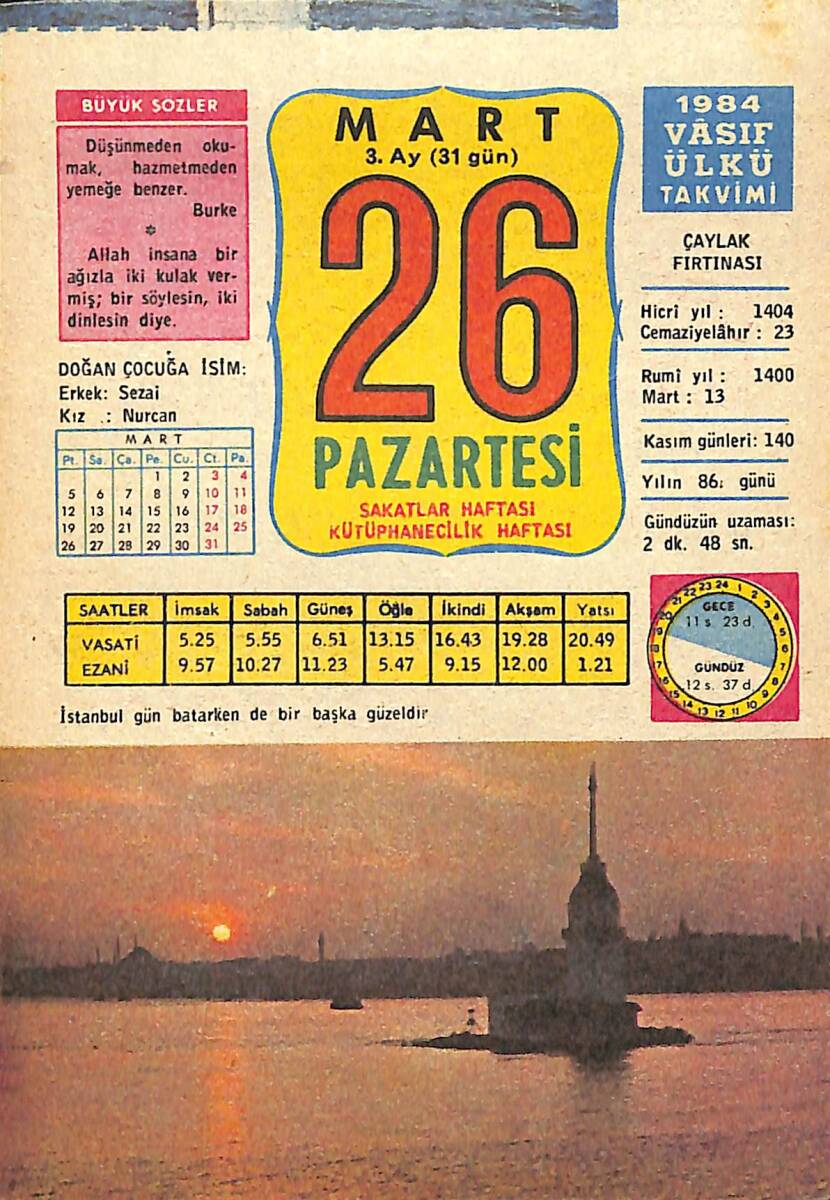 BÜYÜK SÖZLER
Düşünmeden oku-
mak, hazmetmeden
yemeğe benzer.
Burke
*
Allah insana bir
ağızla iki kulak ver-
miş; bir söylesin, iki
dinlesin diye.
DOĞAN ÇOCUĞA İSİM:
Erkek: Sezai
Kız .: Nurcan
MART
Pt. Sa. Ça. Pe. Cu. Ct. Pa.
1 2 3 4
5 6 7 8 9 10 11
12 13 14 15 16 17 18
19 20 21 22 23 24 25
26 27 28 29 30 31
MART
3. Ay (31 gün)
26
PAZARTESİ
SAKATLAR HAFTASI
KÜTÜPHANECİLİK HAFTASI
1984
VÂSIF
ÜLKÜ
TAKVİMİ
ÇAYLAK
FIRTINASI
Hicrî yıl : 1404
Cemaziyelâhır : 23
Rumî yıl : 1400
Mart : 13
Kasım günleri: 140
Yılın 86. günü
Gündüzün uzaması:
2 dk. 48 sn.
SAATLER İmsak Sabah Güneş Öğle İkindi Akşam Yatsı
VASATİ 5.25 5.55 6.51 13.15 16.43 19.28 20.49
EZANİ 9.57 10.27 11.23 5.47 9.15 12.00 1.21
GECE
11 s. 23 d.
GÜNDÜZ
12 s. 37 d.
İstanbul gün batarken de bir başka güzeldir